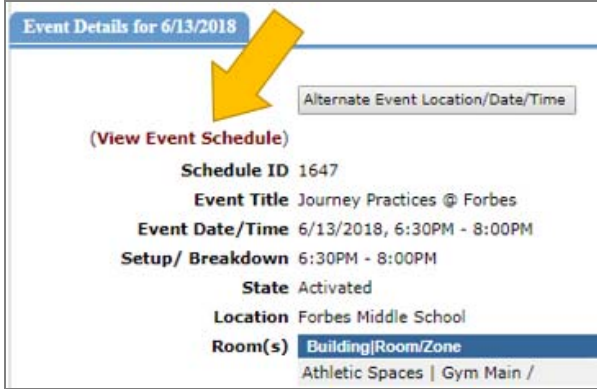 Event Details for 6/13/2018
Alternate Event Location/Date/Time
(View Event Schedule)
Schedule ID 1647
Event Title Journey Practices @ Forbes
Event Date/Time 6/13/2018, 6:30PM - 8:00PM
Setup/ Breakdown 6:30PM - 8:00PM
State Activated
Location Forbes Middle School
Room(s) Building|Room/Zone
Athletic Spaces | Gym Main /